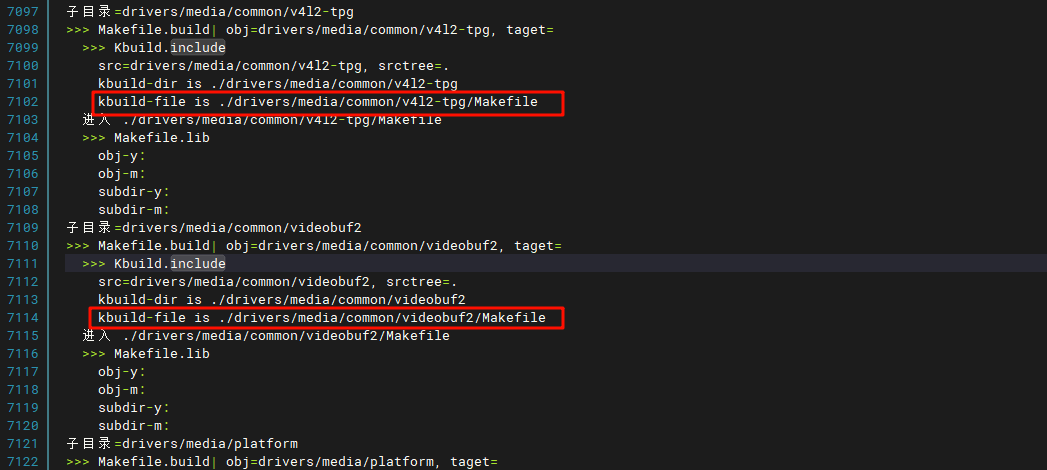 7097 子目录=drivers/media/common/v4l2-tpg
7098 >>> Makefile.build| obj=drivers/media/common/v4l2-tpg, taget=
7099 >>> Kbuild.include
7100 src=drivers/media/common/v4l2-tpg, srctree=.
7101 kbuild-dir is ./drivers/media/common/v4l2-tpg
7102 kbuild-file is ./drivers/media/common/v4l2-tpg/Makefile
7103 进入 ./drivers/media/common/v4l2-tpg/Makefile
7104 >>> Makefile.lib
7105 obj-y:
7106 obj-m:
7107 subdir-y:
7108 subdir-m:
7109 子目录=drivers/media/common/videobuf2
7110 >>> Makefile.build| obj=drivers/media/common/videobuf2, taget=
7111 >>> Kbuild.include
7112 src=drivers/media/common/videobuf2, srctree=.
7113 kbuild-dir is ./drivers/media/common/videobuf2
7114 kbuild-file is ./drivers/media/common/videobuf2/Makefile
7115 进入 ./drivers/media/common/videobuf2/Makefile
7116 >>> Makefile.lib
7117 obj-y:
7118 obj-m:
7119 subdir-y:
7120 subdir-m:
7121 子目录=drivers/media/platform
7122 >>> Makefile.build| obj=drivers/media/platform, taget=